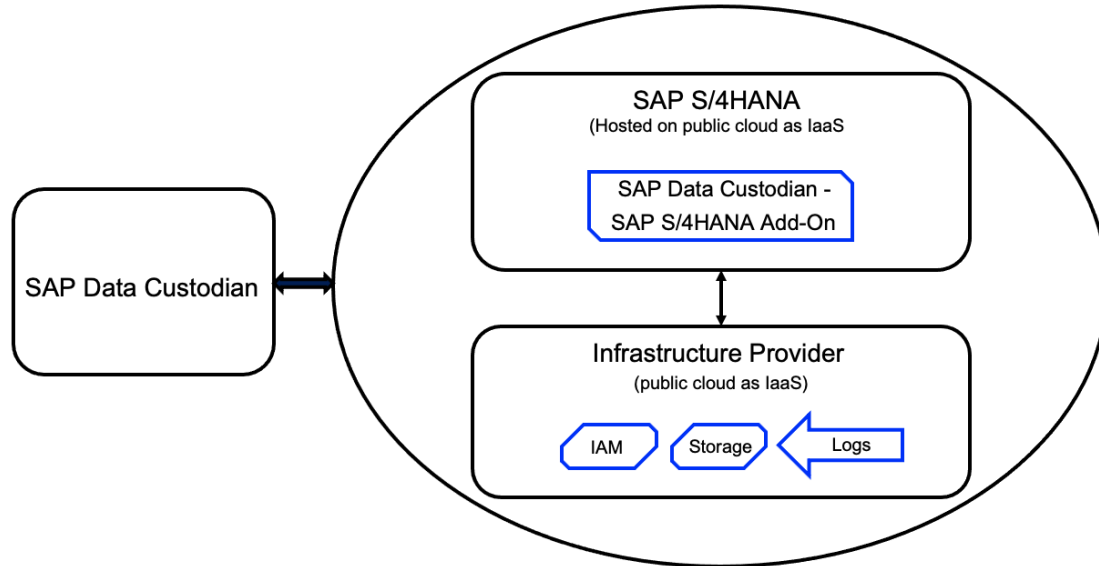 SAP S/4HANA
(Hosted on public cloud as IaaS
SAP Data Custodian -
SAP S/4HANA Add-On
SAP Data Custodian
Infrastructure Provider
(public cloud as IaaS)
IAM
Storage
Logs